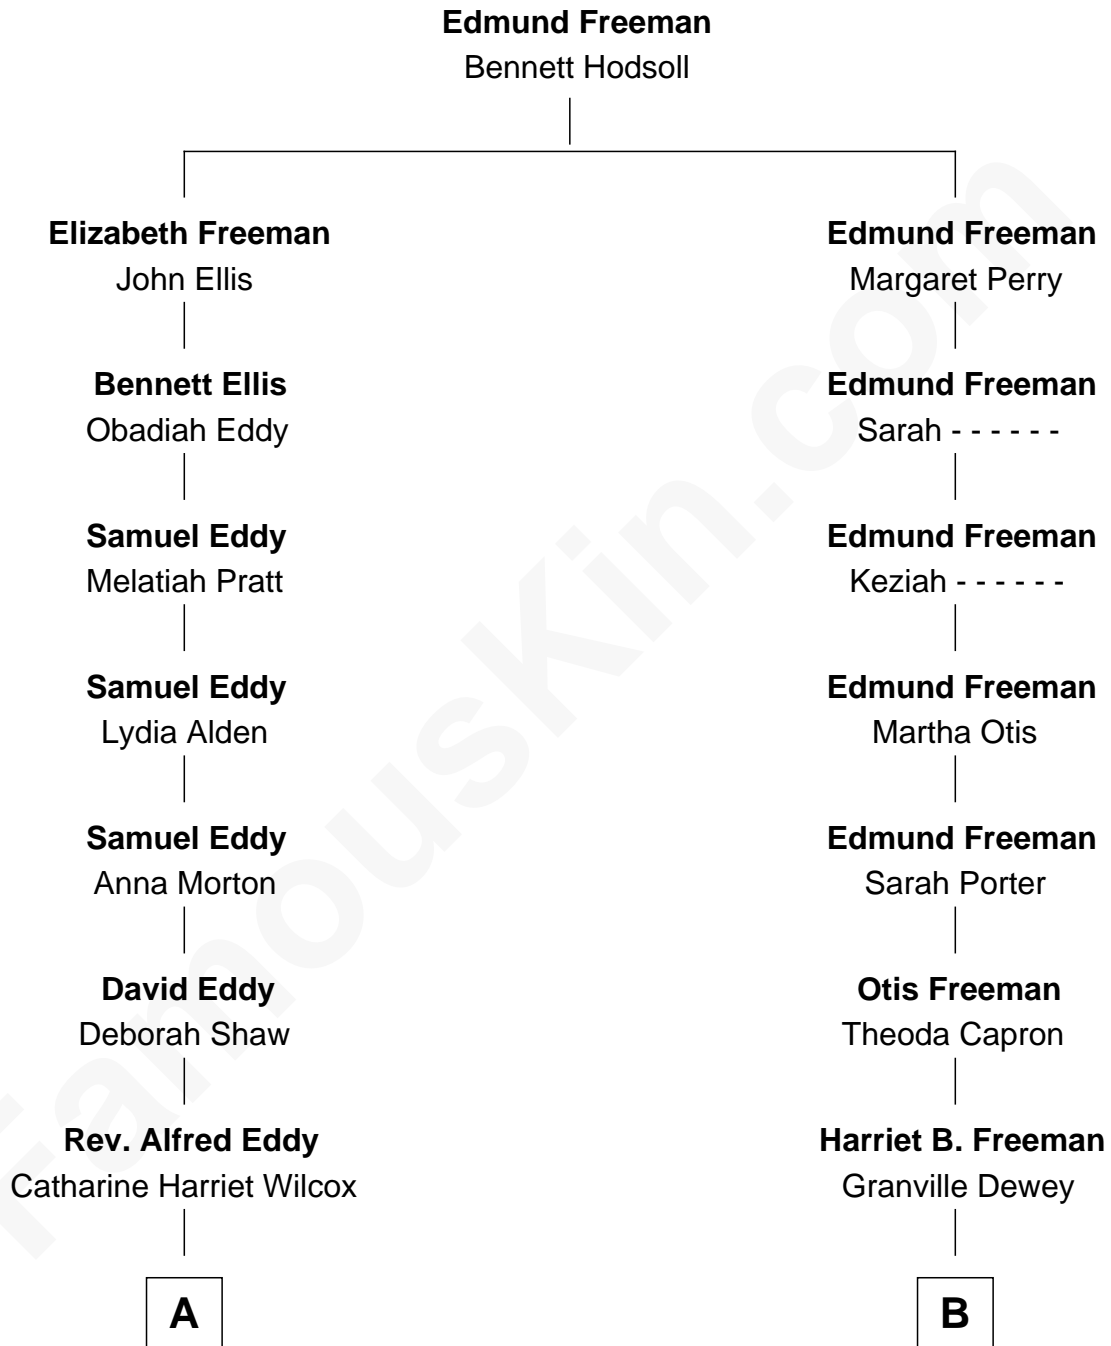 Edmund Freeman
Bennett Hodsoll
Elizabeth Freeman
John Ellis
Edmund Freeman
Margaret Perry
Bennett Ellis
Obadiah Eddy
Edmund Freeman
Sarah - - - - - -
Samuel Eddy
Melatiah Pratt
Edmund Freeman
Keziah - - - - - -
Samuel Eddy
Lydia Alden
Edmund Freeman
Martha Otis
Samuel Eddy
Anna Morton
Edmund Freeman
Sarah Porter
David Eddy
Deborah Shaw
Otis Freeman
Theoda Capron
Rev. Alfred Eddy
Catharine Harriet Wilcox
Harriet B. Freeman
Granville Dewey
A
B
FamousKin.com